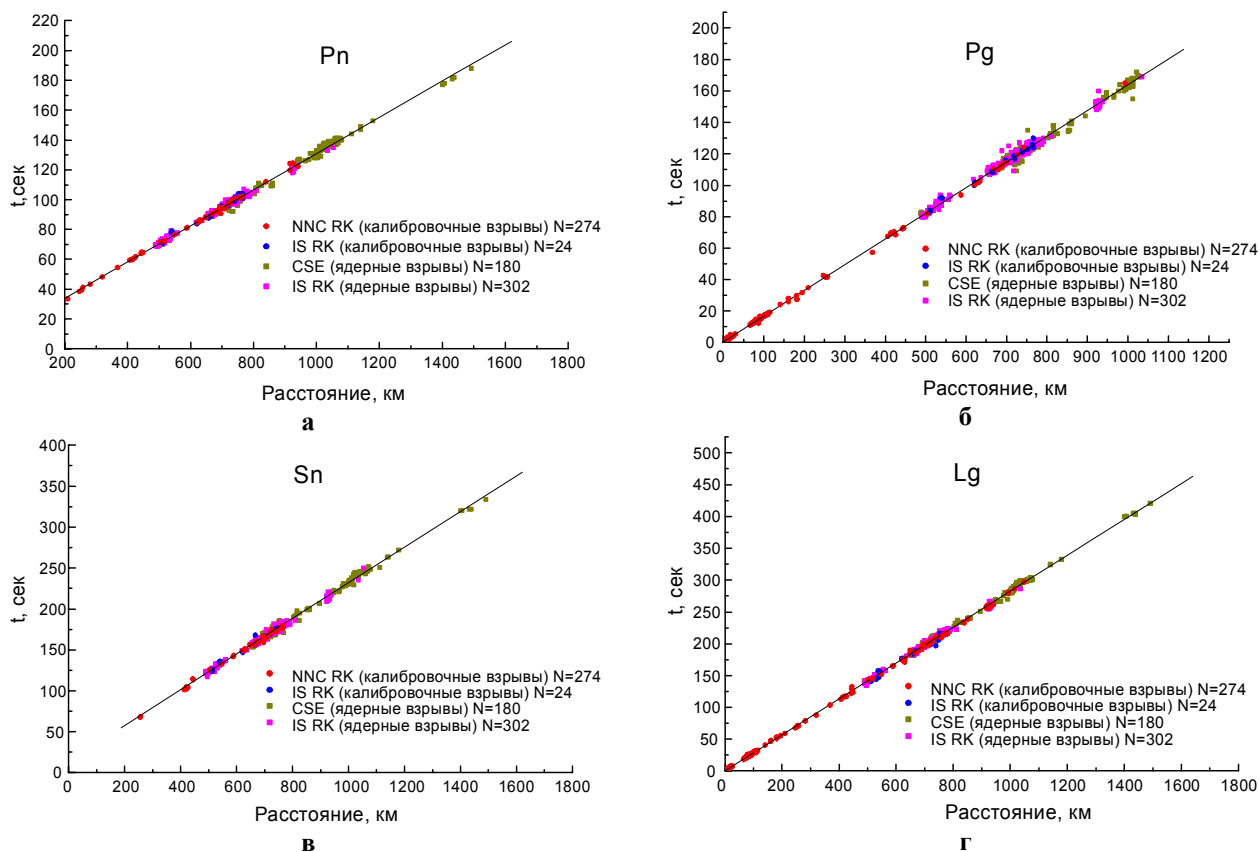 Pn
t,сек
220
200
180
160
140
120
100
80
60
40
20
0
200 400 600 800 1000 1200 1400 1600 1800
NNC RK (калибровочные взрывы) N=274
IS RK (калибровочные взрывы) N=24
CSE (ядерные взрывы) N=180
IS RK (ядерные взрывы) N=302
Расстояние, км
а
Pg
t, сек
200
180
160
140
120
100
80
60
40
20
0
0 100 200 300 400 500 600 700 800 900 1000 1100 1200
NNC RK (калибровочные взрывы) N=274
IS RK (калибровочные взрывы) N=24
CSE (ядерные взрывы) N=180
IS RK (ядерные взрывы) N=302
Расстояние, км
б
Sn
t, сек
400
350
300
250
200
150
100
50
0
0 200 400 600 800 1000 1200 1400 1600 1800
NNC RK (калибровочные взрывы) N=274
IS RK (калибровочные взрывы) N=24
CSE (ядерные взрывы) N=180
IS RK (ядерные взрывы) N=302
Расстояние, км
в
Lg
t, сек
500
450
400
350
300
250
200
150
100
50
0
0 200 400 600 800 1000 1200 1400 1600 1800
NNC RK (калибровочные взрывы) N=274
IS RK (калибровочные взрывы) N=24
CSE (ядерные взрывы) N=180
IS RK (ядерные взрывы) N=302
Расстояние, км
г